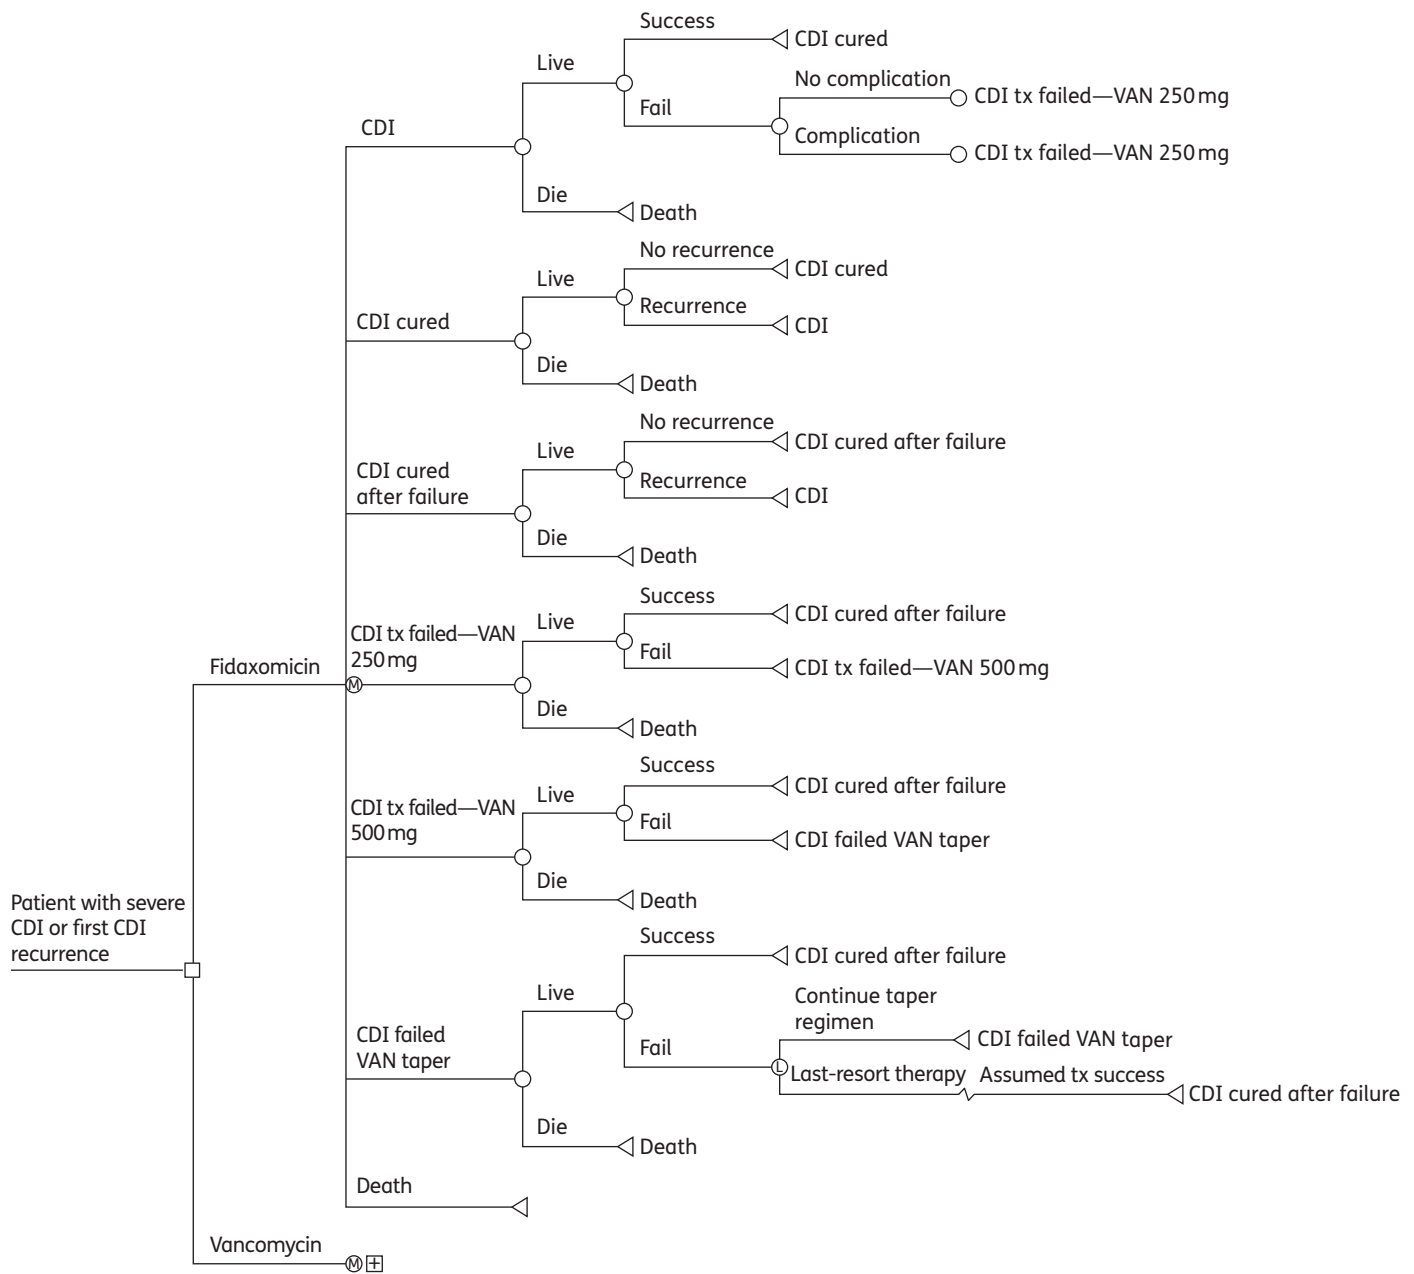 Success
CDI cured
Live
No complication
CDI tx failed—VAN 250 mg
Fail
Complication
CDI tx failed—VAN 250 mg
CDI
Die
Death
No recurrence
CDI cured
Live
Recurrence
CDI
CDI cured
Die
Death
No recurrence
CDI cured after failure
Live
Recurrence
CDI
CDI cured
after failure
Die
Death
Success
CDI cured after failure
Live
Fail
CDI tx failed—VAN 500 mg
CDI tx failed—VAN
250 mg
Fidaxomicin
M
Die
Death
Success
CDI cured after failure
Live
Fail
CDI failed VAN taper
CDI tx failed—VAN
500 mg
Die
Death
Patient with severe
CDI or first CDI
recurrence
Success
CDI cured after failure
Live
Continue taper
regimen
CDI failed VAN taper
Fail
L
Last-resort therapy
Assumed tx success
CDI cured after failure
CDI failed
VAN taper
Die
Death
Death
Vancomycin
M +